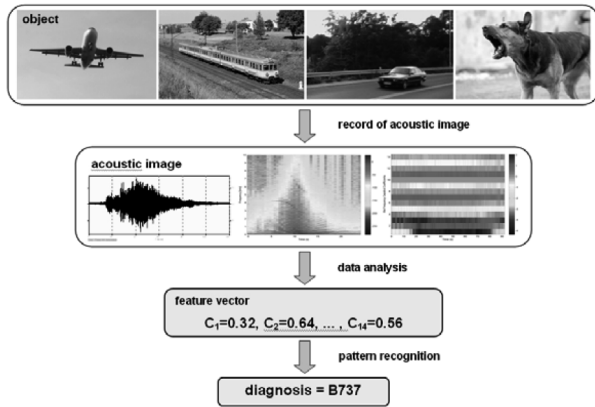 object
record of acoustic image
acoustic image
data analysis
feature vector
C₁=0.32, C₂=0.64, ... , C₁₄=0.56
pattern recognition
diagnosis = B737